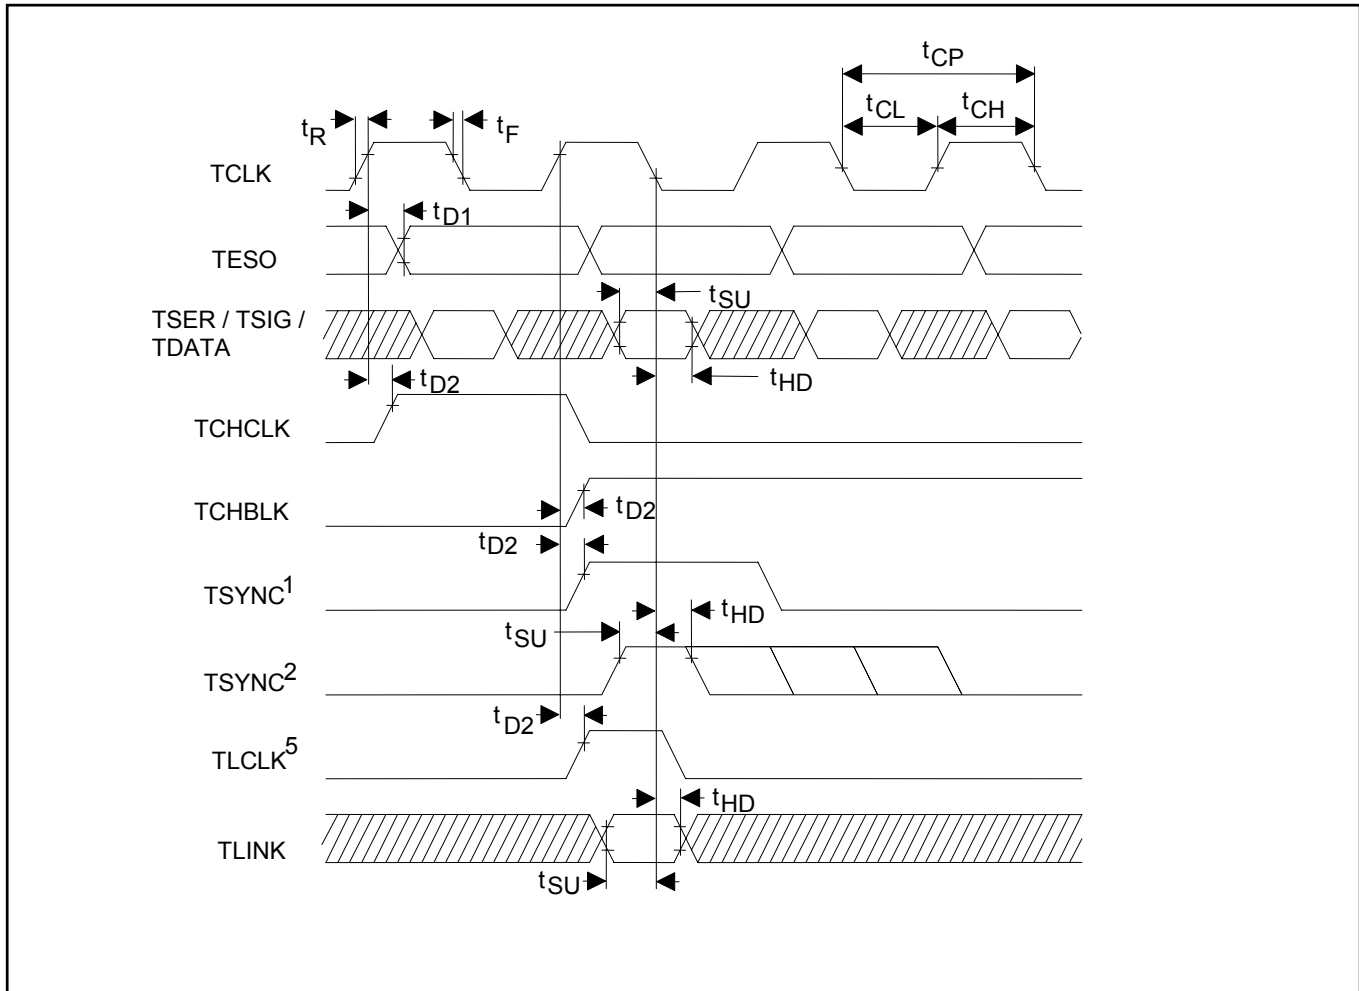 tCP
tCL
tCH
tR
tF
TCLK
tD1
TESO
tSU
TSER / TSIG /
TDATA
tHD
tD2
TCHCLK
TCHBLK
tD2
tD2
TSYNC1
tHD
tSU
TSYNC2
tD2
TLCLK5
tHD
TLINK
tSU